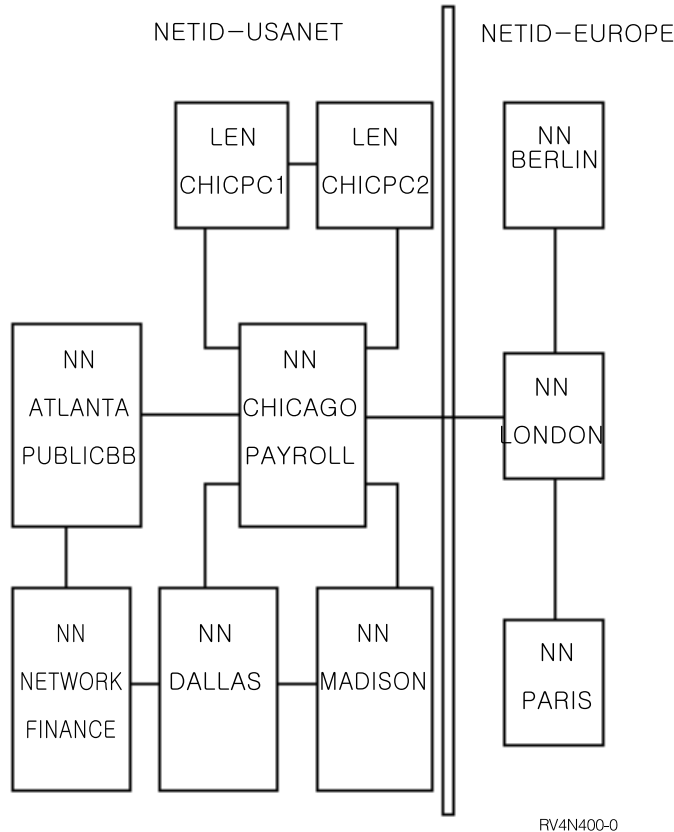 NETID–USANET
NETID–EUROPE
LEN
CHICPC1
LEN
CHICPC2
NN
BERLIN
NN
ATLANTA
PUBLICBB
NN
CHICAGO
PAYROLL
NN
LONDON
NN
NETWORK
FINANCE
NN
DALLAS
NN
MADISON
NN
PARIS
RV4N400-0